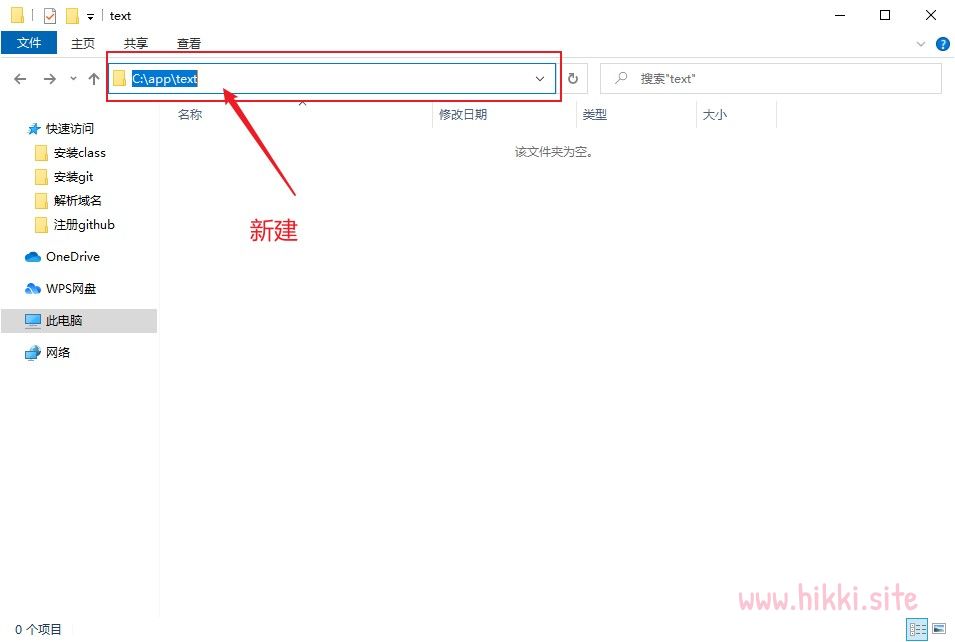 text
文件 主页 共享 查看
C:\app\text 搜索"text"
名称 修改日期 类型 大小
该文件夹为空。
快速访问
安装class
安装git
解析域名
注册github
新建
OneDrive
WPS网盘
此电脑
网络
www.hikki.site
0 个项目